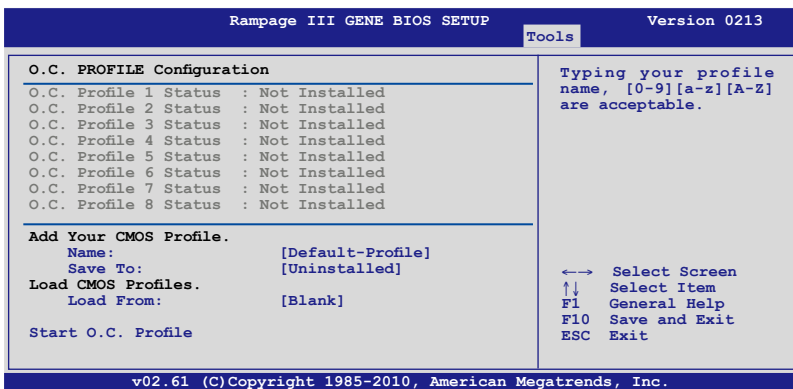 Rampage III GENE BIOS SETUP Version 0213
Tools
O.C. PROFILE Configuration
O.C. Profile 1 Status : Not Installed
O.C. Profile 2 Status : Not Installed
O.C. Profile 3 Status : Not Installed
O.C. Profile 4 Status : Not Installed
O.C. Profile 5 Status : Not Installed
O.C. Profile 6 Status : Not Installed
O.C. Profile 7 Status : Not Installed
O.C. Profile 8 Status : Not Installed
Add Your CMOS Profile.
Name: [Default-Profile]
Save To: [Uninstalled]
Load CMOS Profiles.
Load From: [Blank]
Start O.C. Profile
Typing your profile
name, [0-9][a-z][A-Z]
are acceptable.
←→ Select Screen
↑↓ Select Item
F1 General Help
F10 Save and Exit
ESC Exit
v02.61 (C)Copyright 1985-2010, American Megatrends, Inc.